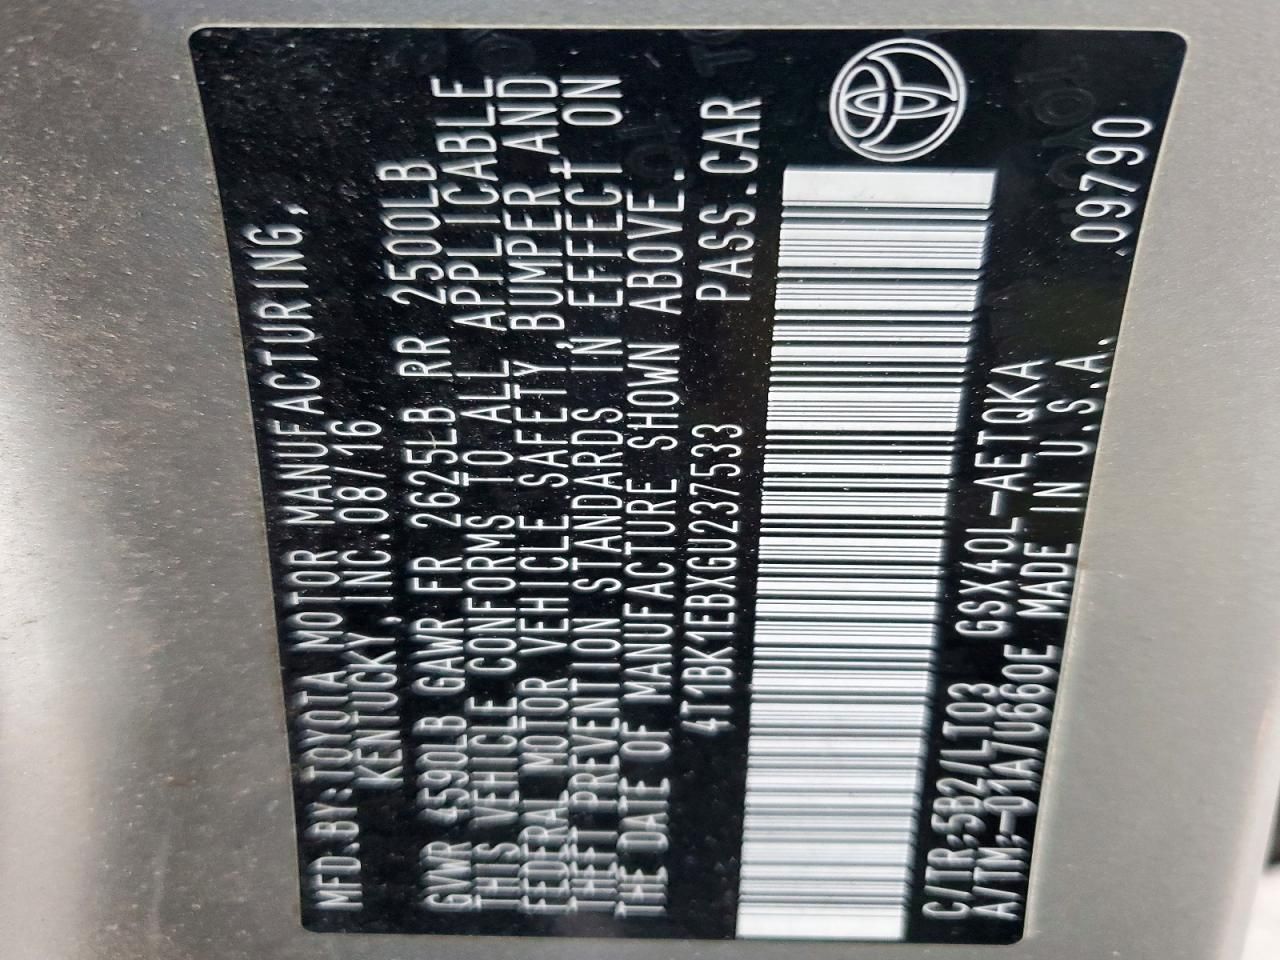 MFD.BY:TOYOTA MOTOR MANUFACTURING,
KENTUCKY,INC.08/16
GVWR 4590LB GAWR FR 2625LB RR 2500LB
THIS VEHICLE CONFORMS TO ALL APPLICABLE
FEDERAL MOTOR VEHICLE SAFETY,BUMPER,AND
THEFT PREVENTION STANDARDS IN EFFECT ON
THE DATE OF MANUFACTURE SHOWN ABOVE.
4T1BK1EBXGU237533 PASS.CAR
C/TR:5B2/LT03 GSX40L-AETQKA
A/TM:-01A/U660E MADE IN U.S.A. 09790